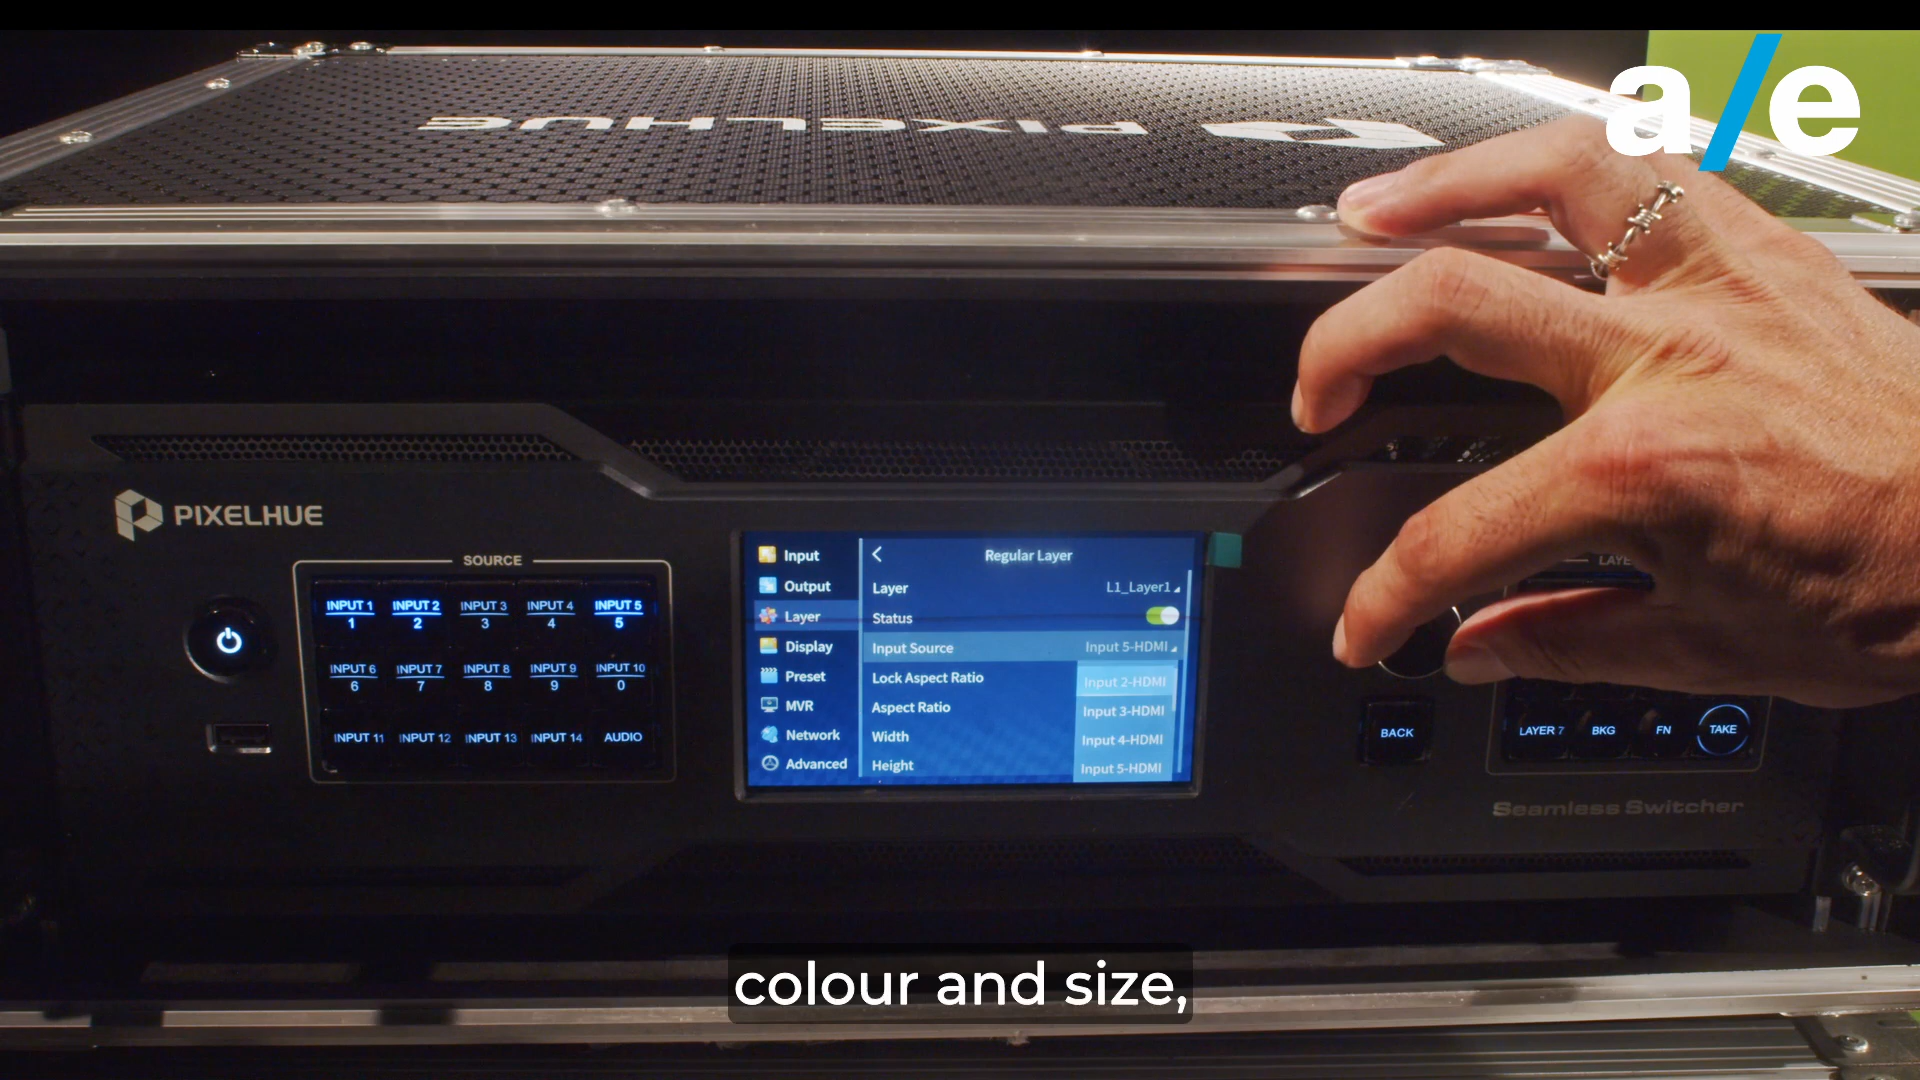 a/e
PIXELHUE
PIXELHUE
SOURCE
INPUT 1
1
INPUT 2
2
INPUT 3
3
INPUT 4
4
INPUT 5
5
INPUT 6
6
INPUT 7
7
INPUT 8
8
INPUT 9
9
INPUT 10
0
INPUT 11
INPUT 12
INPUT 13
INPUT 14
AUDIO
Input
Output
Layer
Display
Preset
MVR
Network
Advanced
Regular Layer
Layer L1_Layer1
Status
Input Source Input 5-HDMI
Lock Aspect Ratio
Aspect Ratio
Width
Height
Input 2-HDMI
Input 3-HDMI
Input 4-HDMI
Input 5-HDMI
BACK
LAYER 7
BKG
FN
TAKE
Seamless Switcher
colour and size,